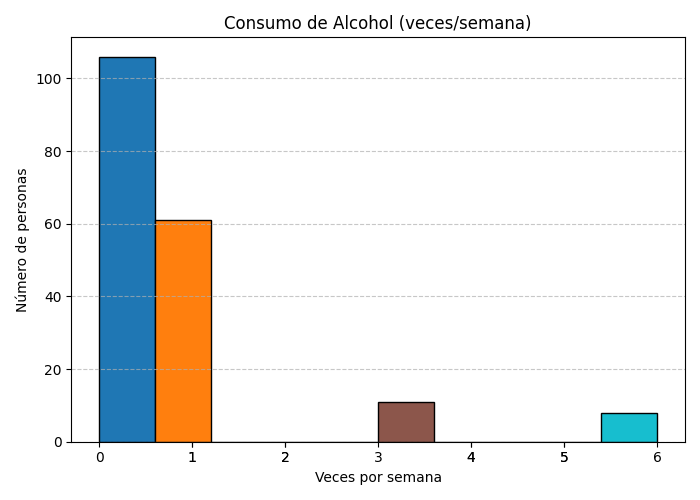 Consumo de Alcohol (veces/semana)
Número de personas
100
80
60
40
20
0
0 1 2 3 4 5 6
Veces por semana